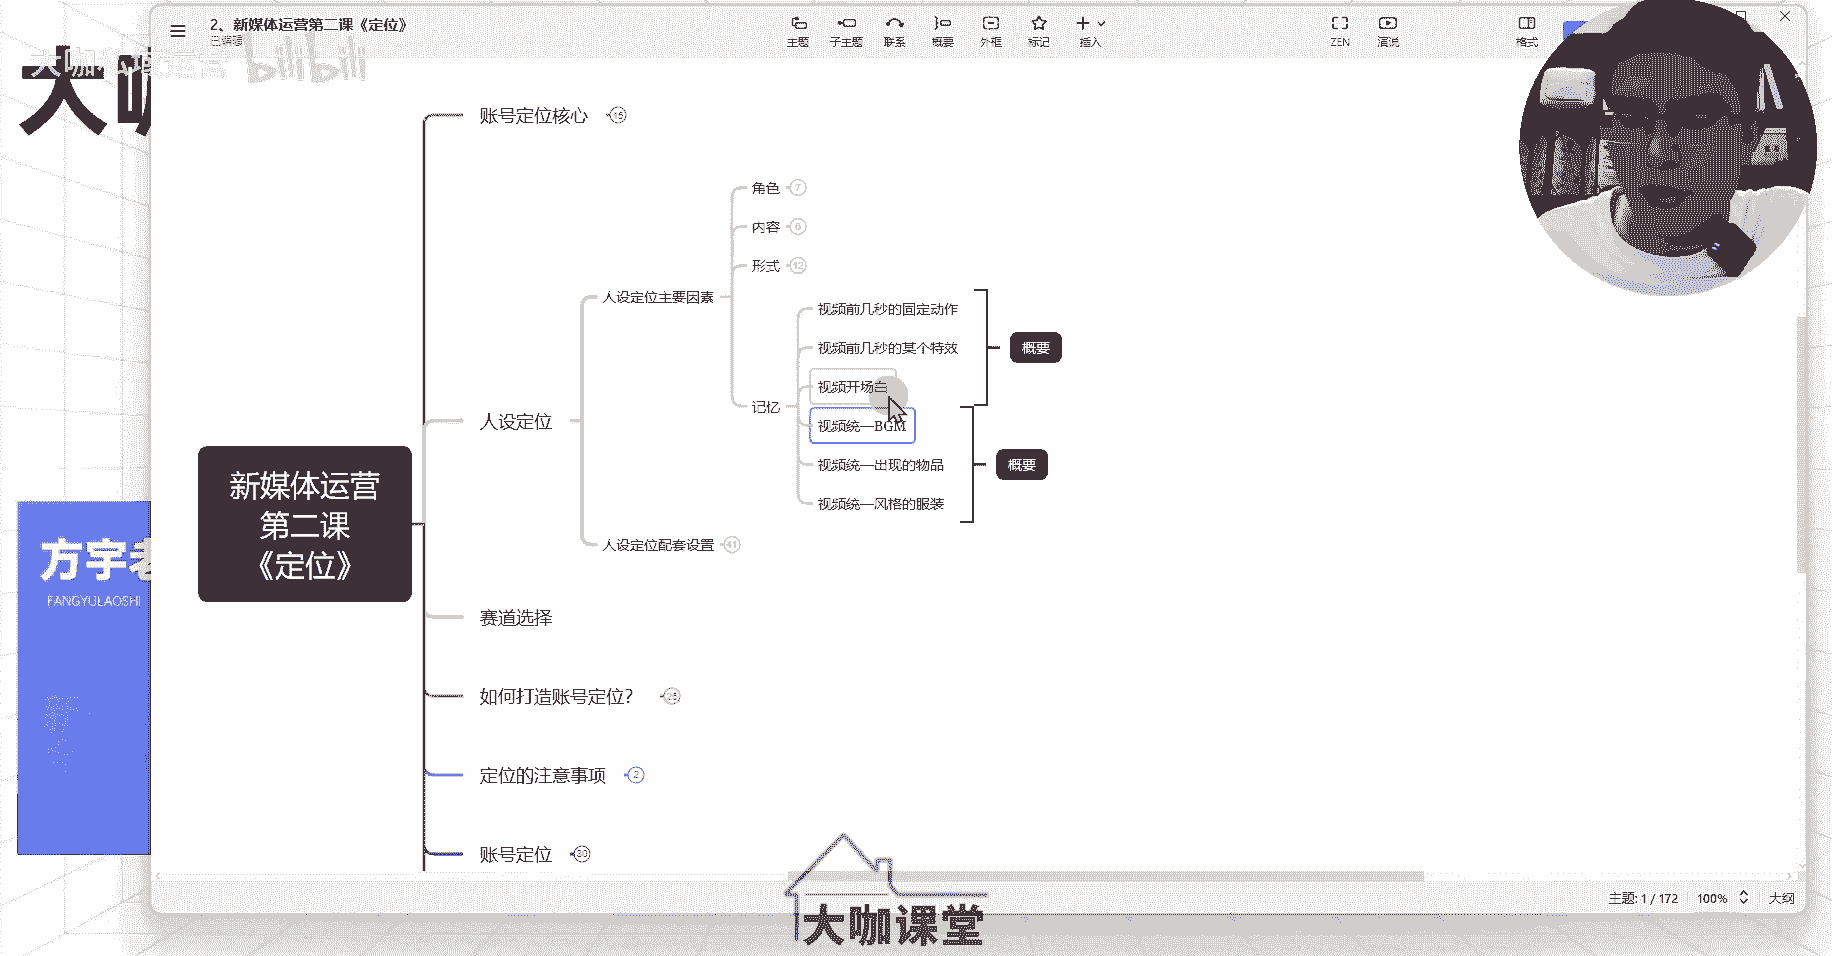 2、新媒体运营第二课《定位》
已编辑
主题
子主题
联系
概要
外框
标记
插入
ZEN
演说
格式
大咖私域运营
bilibili
大咖
账号定位核心
15
角色
7
内容
6
形式
12
人设定位主要因素
视频前几秒的固定动作
视频前几秒的某个特效
概要
视频开场白
记忆
视频统一BGM
人设定位
视频统一出现的物品
概要
视频统一风格的服装
新媒体运营
第二课
《定位》
人设定位配套设置
41
方宇老
FANGYULAOSHI
赛道选择
如何打造账号定位？
定位的注意事项
2
账号定位
30
主题: 1 / 172
100%
大纲
大咖课堂